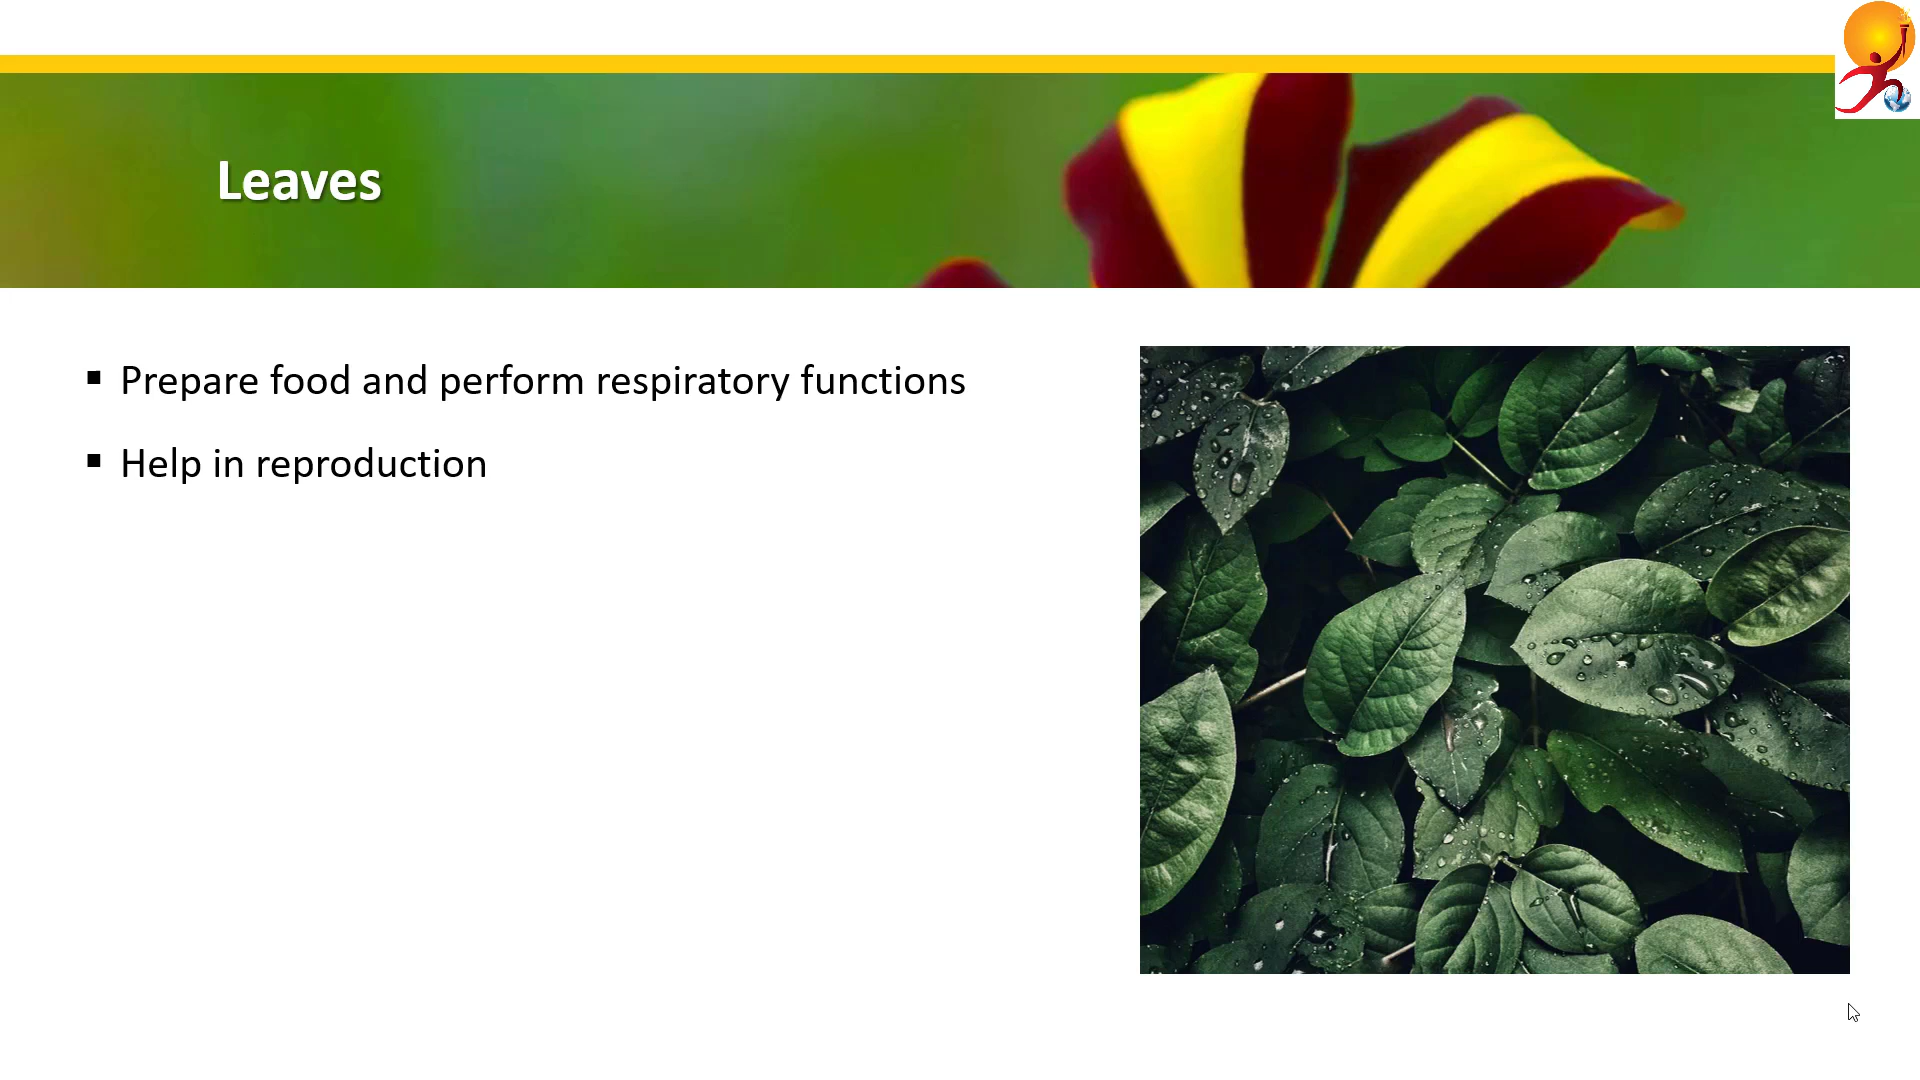 Leaves
▪ Prepare food and perform respiratory functions
▪ Help in reproduction